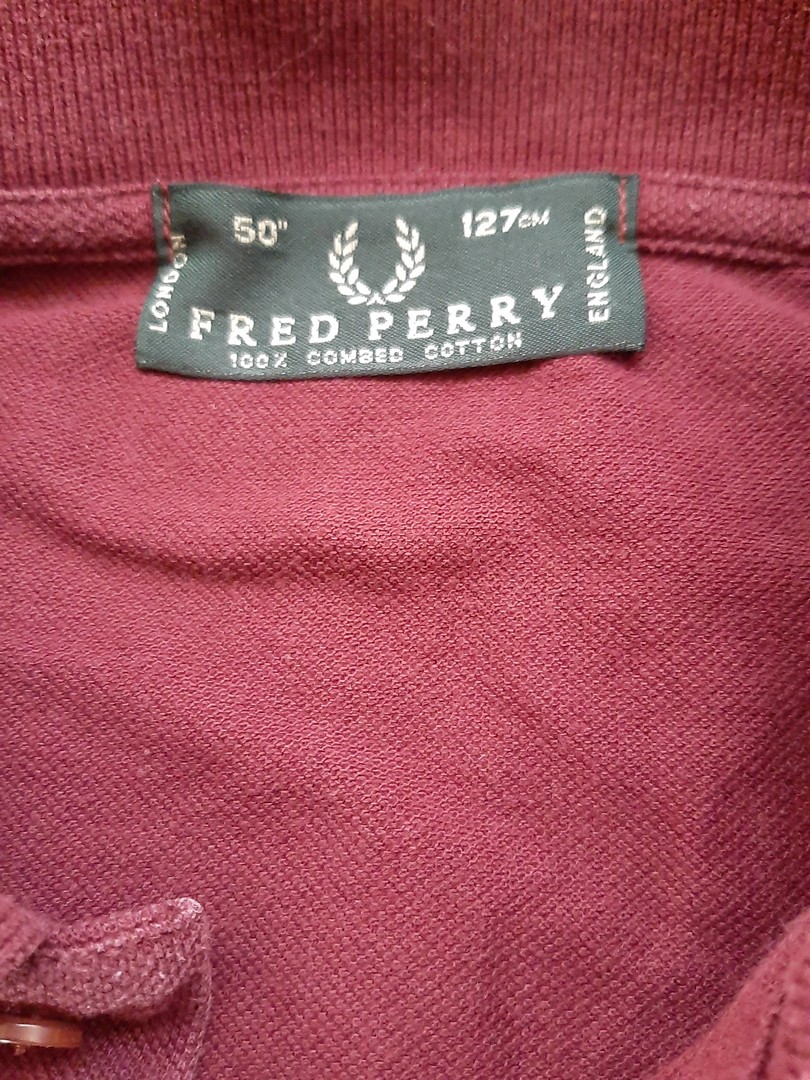 50" 127CM
LONDON
ENGLAND
FRED PERRY
100% COMBED COTTON